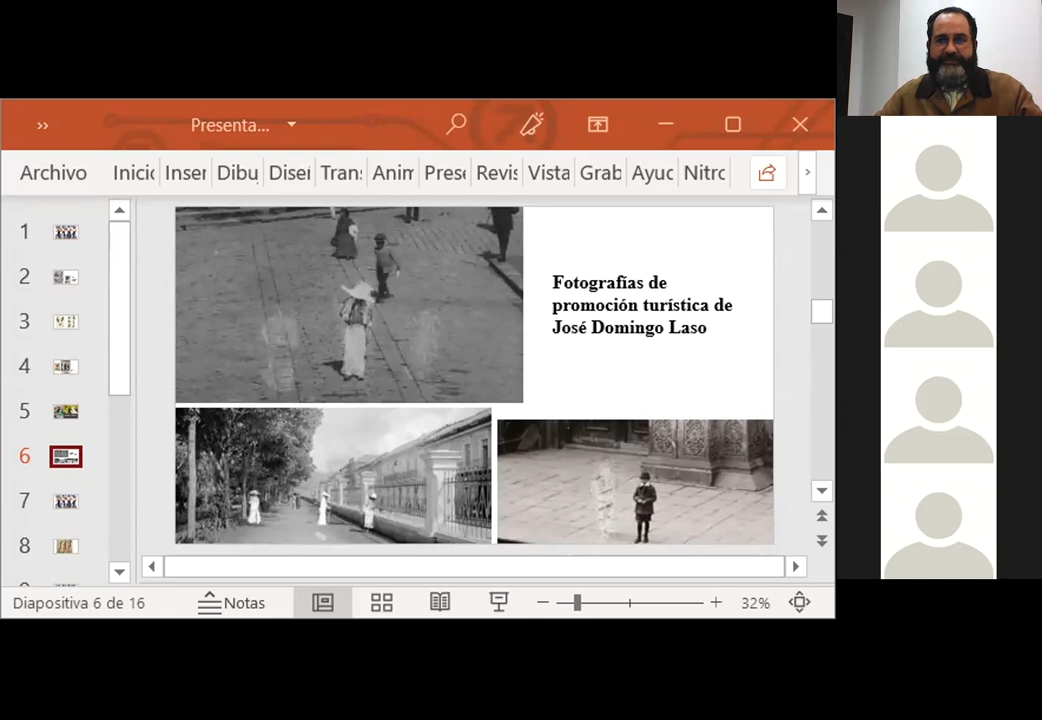 Presenta...
Archivo Inicio Inser Dibu Diseñ Trans Anim Prese Revis Vista Grab Ayuc Nitro
1
2
3
4
5
6
7
8
Fotografías de
promoción turística de
José Domingo Laso
Diapositiva 6 de 16 Notas 32%